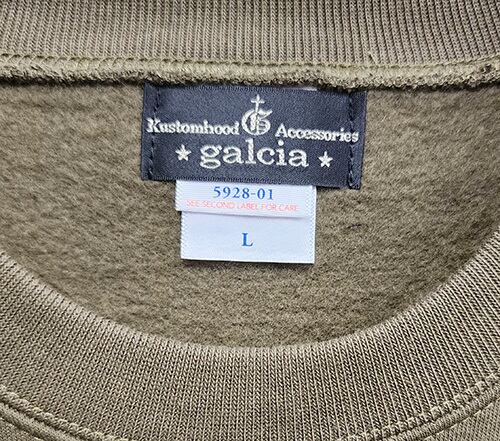 Kustomhood G Accessories
★ galcia ★
5928-01
SEE SECOND LABEL FOR CARE
L